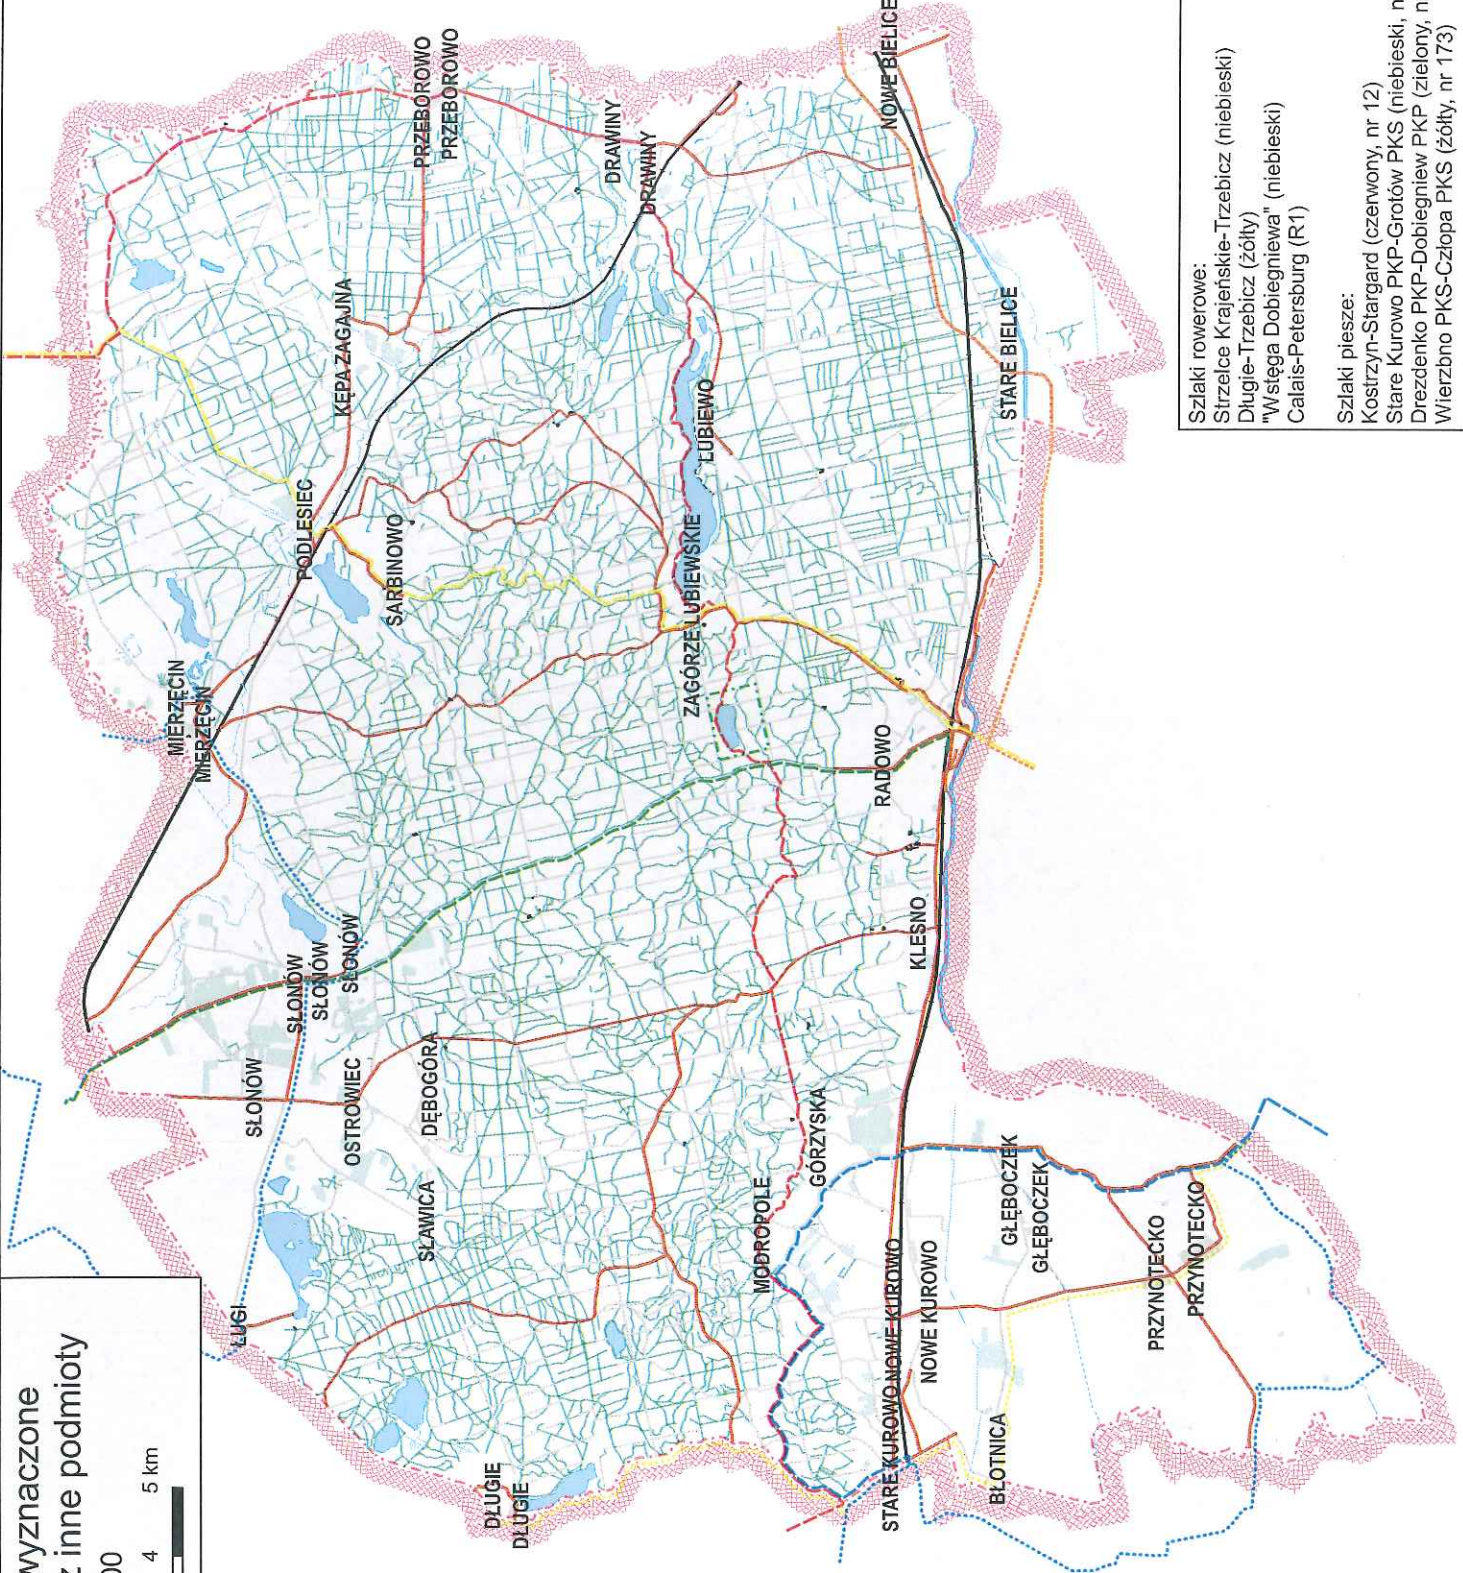 wyznaczone
z inne podmioty
00
4 5 km
MIERZĘCIN
MIERZĘCIN
ŁUGI
SŁONÓW
SŁONÓW
SŁONÓW
SŁONÓW
PODLESIEC
KĘPA ZAGAJNA
OSTROWIEC
SARBINOWO
PRZEBOROWO
PRZEBOROWO
DĘBOGÓRA
SŁAWICA
DŁUGIE
DŁUGIE
DRAWINY
DRAWINY
ZAGÓRZE LUBIEWSKIE
LUBIEWO
MODROPOLE
GÓRZYSKA
RADOWO
NOWE BIELICE
STARE KUROWO
NOWE KUROWO
NOWE KUROWO
KLESNO
BŁOTNICA
GŁĘBOCZEK
GŁĘBOCZEK
STARE BIELICE
PRZYNOTECKO
PRZYNOTECKO
Szlaki rowerowe:
Strzelce Krajeńskie-Trzebicz (niebieski)
Długie-Trzebicz (żółty)
"Wstęga Dobiegniewa" (niebieski)
Calais-Petersburg (R1)
Szlaki piesze:
Kostrzyn-Stargard (czerwony, nr 12)
Stare Kurowo PKP-Grotów PKS (niebieski, n
Drezdenko PKP-Dobiegniew PKP (zielony, n
Wierzbno PKS-Człopa PKS (żółty, nr 173)